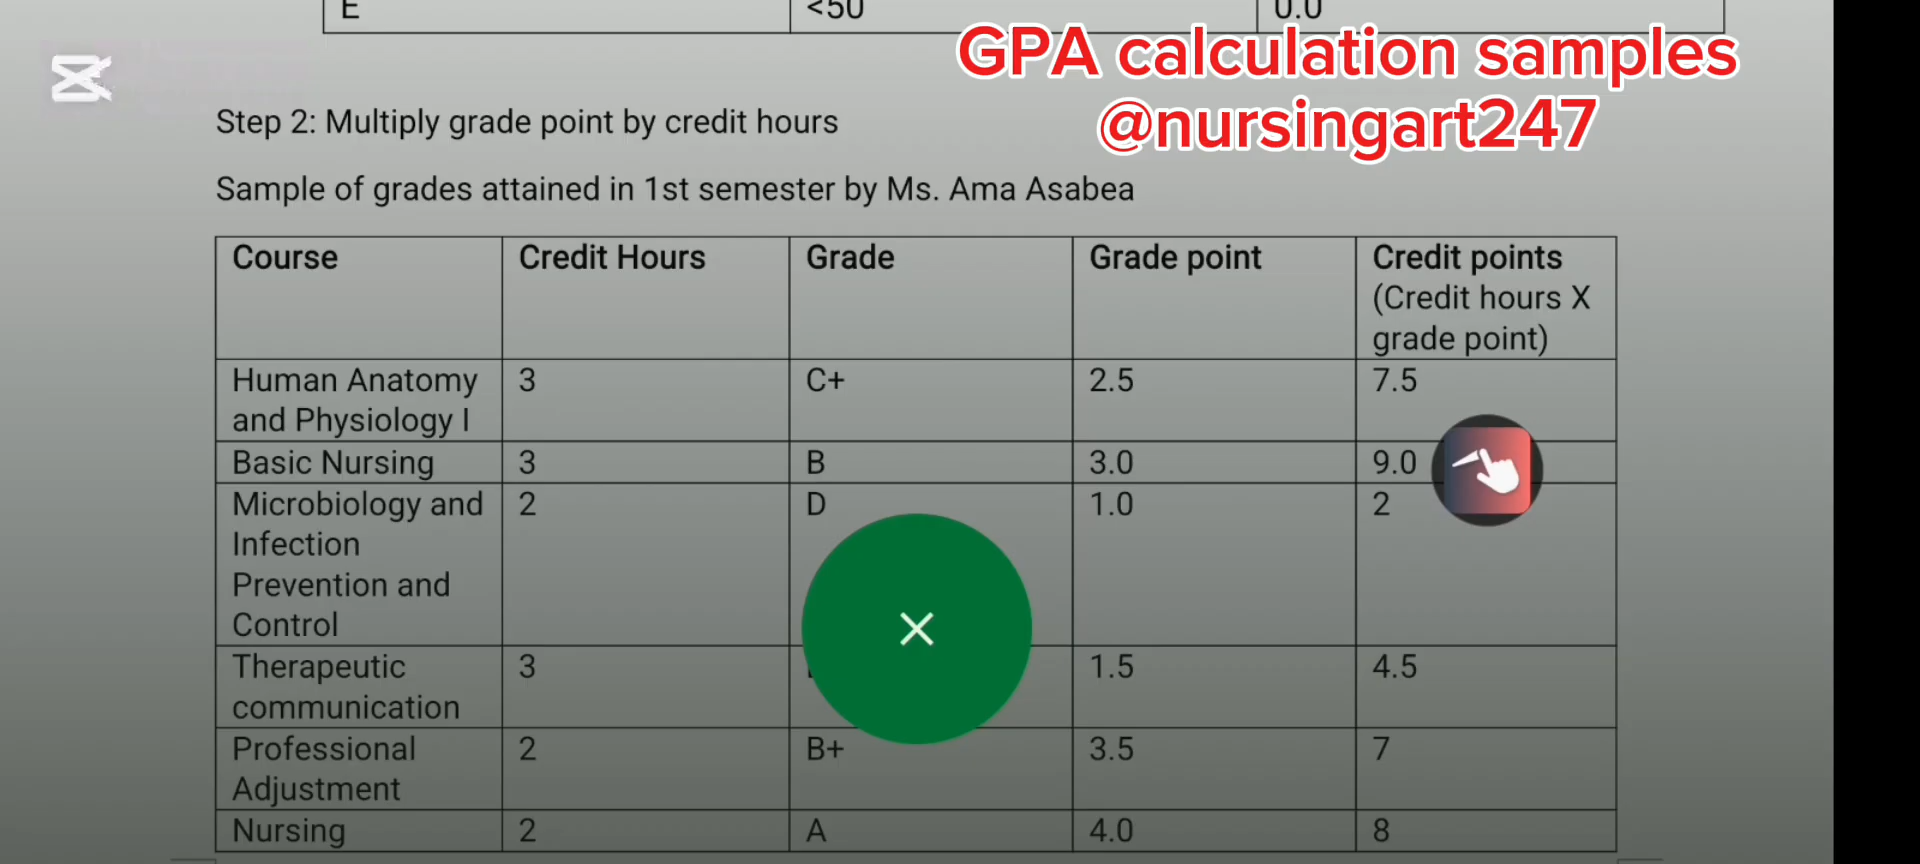 E <50 0.0
GPA calculation samples
@nursingart247
Step 2: Multiply grade point by credit hours
Sample of grades attained in 1st semester by Ms. Ama Asabea
Course Credit Hours Grade Grade point Credit points
(Credit hours X
grade point)
Human Anatomy 3 C+ 2.5 7.5
and Physiology I
Basic Nursing 3 B 3.0 9.0
Microbiology and 2 D 1.0 2
Infection
Prevention and
Control
Therapeutic 3 1.5 4.5
communication
Professional 2 B+ 3.5 7
Adjustment
Nursing 2 A 4.0 8